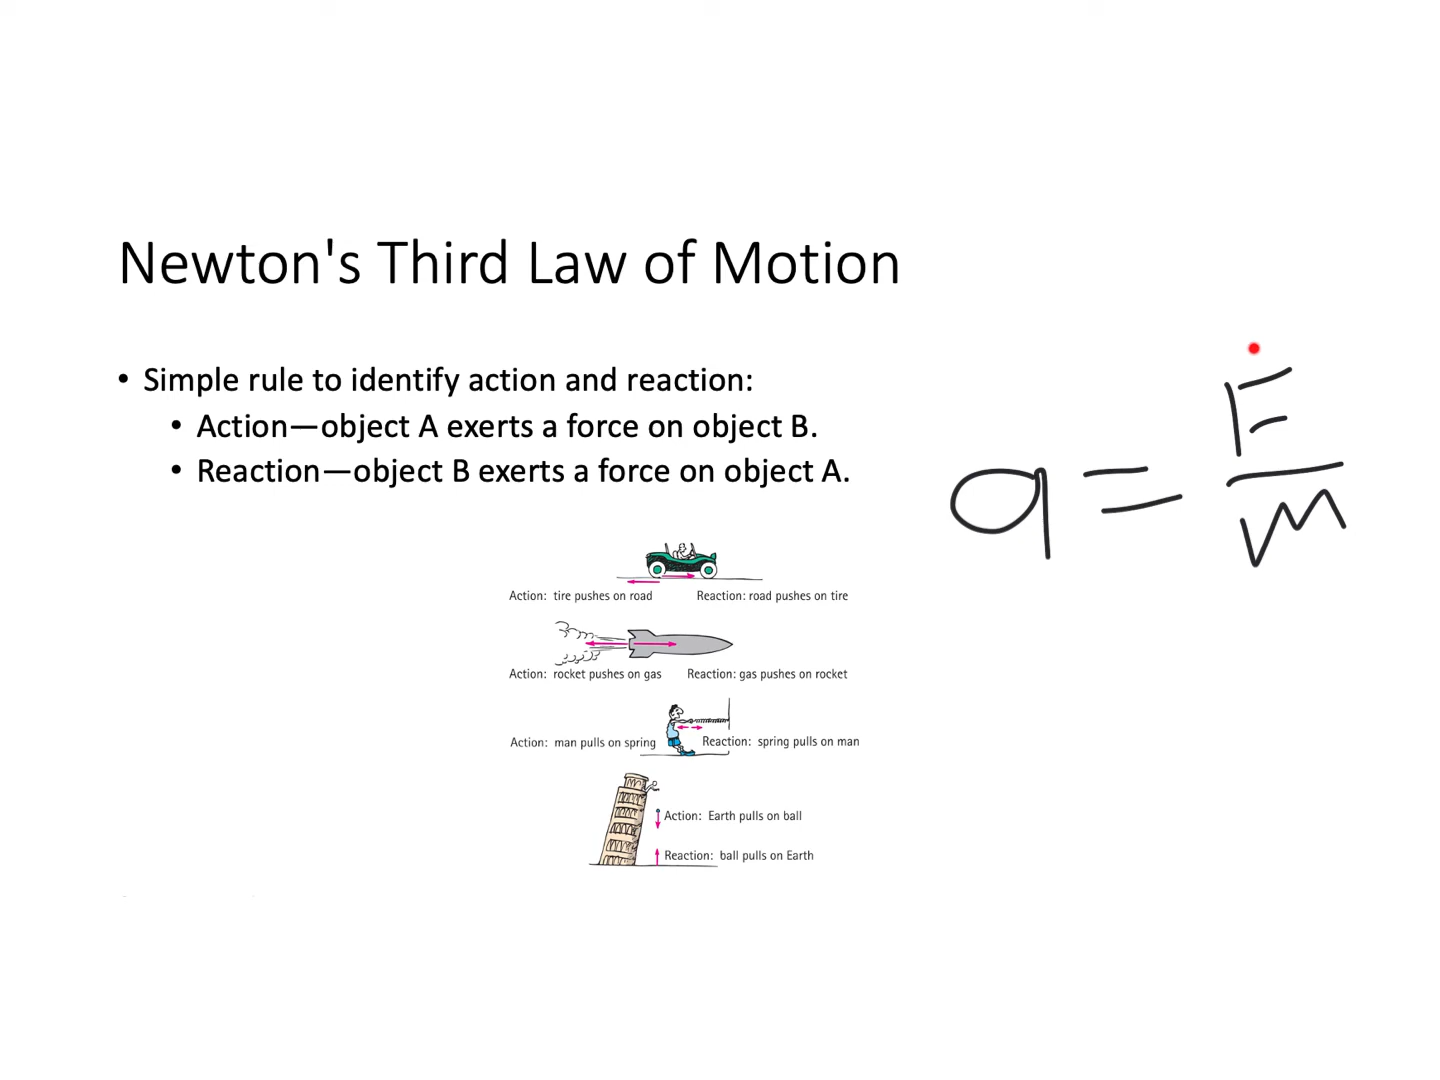 Newton's Third Law of Motion
• Simple rule to identify action and reaction:
• Action—object A exerts a force on object B.
• Reaction—object B exerts a force on object A.
a = F/m
Action: tire pushes on road Reaction: road pushes on tire
Action: rocket pushes on gas Reaction: gas pushes on rocket
Action: man pulls on spring Reaction: spring pulls on man
Action: Earth pulls on ball
Reaction: ball pulls on Earth